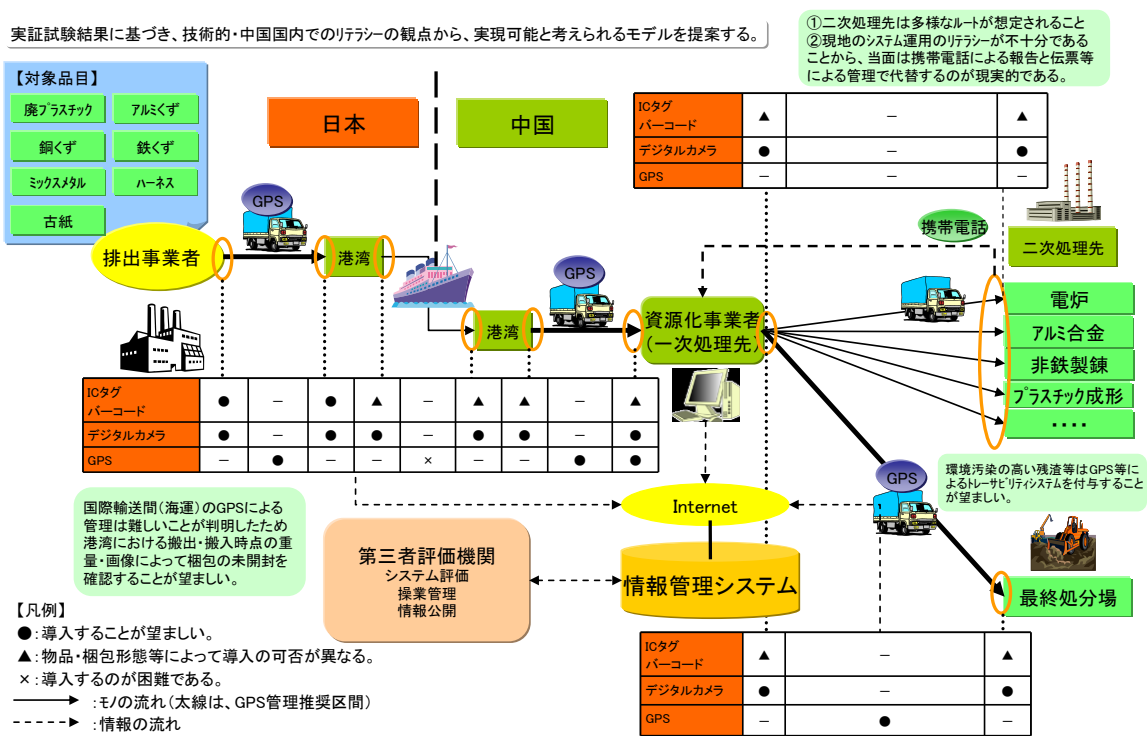 実証試験結果に基づき、技術的・中国国内でのリテラシーの観点から、実現可能と考えられるモデルを提案する。
①二次処理先は多様なルートが想定されること
②現地のシステム運用のリテラシーが不十分である
ことから、当面は携帯電話による報告と伝票等
による管理で代替するのが現実的である。
【対象品目】
廃プラスチック
アルミくず
銅くず
鉄くず
ミックスメタル
ハーネス
古紙
日本
中国
ICタグ
バーコード
▲
－
▲
デジタルカメラ
●
－
●
GPS
－
－
－
GPS
携帯電話
二次処理先
排出事業者
港湾
GPS
港湾
資源化事業者
(一次処理先)
電炉
アルミ合金
非鉄製錬
プラスチック成形
・・・・
ICタグ
バーコード
●
－
●
▲
－
▲
▲
－
▲
デジタルカメラ
●
－
●
●
－
●
●
－
●
GPS
－
●
－
－
×
－
－
●
●
GPS
環境汚染の高い残渣等はGPS等に
よるトレーサビリティシステムを付与すること
が望ましい。
国際輸送間(海運)のGPSによる
管理は難しいことが判明したため
港湾における搬出・搬入時点の重
量・画像によって梱包の未開封を
確認することが望ましい。
Internet
第三者評価機関
システム評価
操業管理
情報公開
情報管理システム
最終処分場
【凡例】
●:導入することが望ましい。
▲:物品・梱包形態等によって導入の可否が異なる。
×:導入するのが困難である。
:モノの流れ(太線は、GPS管理推奨区間)
:情報の流れ
ICタグ
バーコード
▲
－
▲
デジタルカメラ
●
－
●
GPS
－
●
－